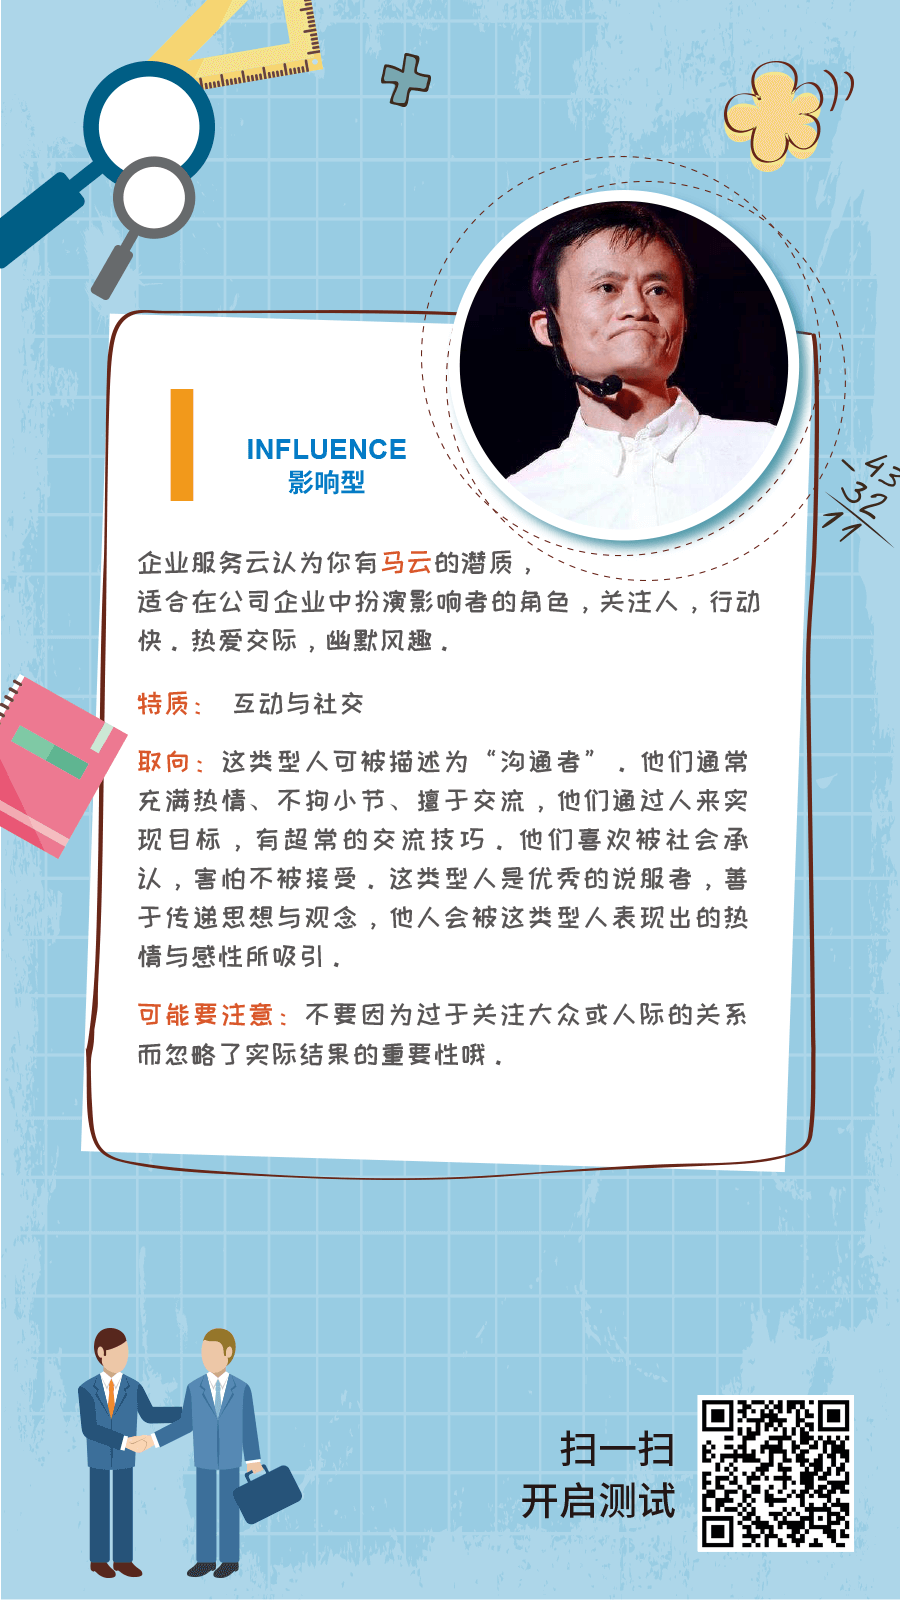 I
INFLUENCE
影响型
企业服务云认为你有马云的潜质，
适合在公司企业中扮演影响者的角色，关注人，行动
快．热爱交际，幽默风趣．
特质： 互动与社交
取向：这类型人可被描述为“沟通者”．他们通常
充满热情、不拘小节、擅于交流，他们通过人来实
现目标，有超常的交流技巧．他们喜欢被社会承
认，害怕不被接受．这类型人是优秀的说服者，善
于传递思想与观念，他人会被这类型人表现出的热
情与感性所吸引．
可能要注意：不要因为过于关注大众或人际的关系
而忽略了实际结果的重要性哦．
- 43
32
11
扫一扫
开启测试